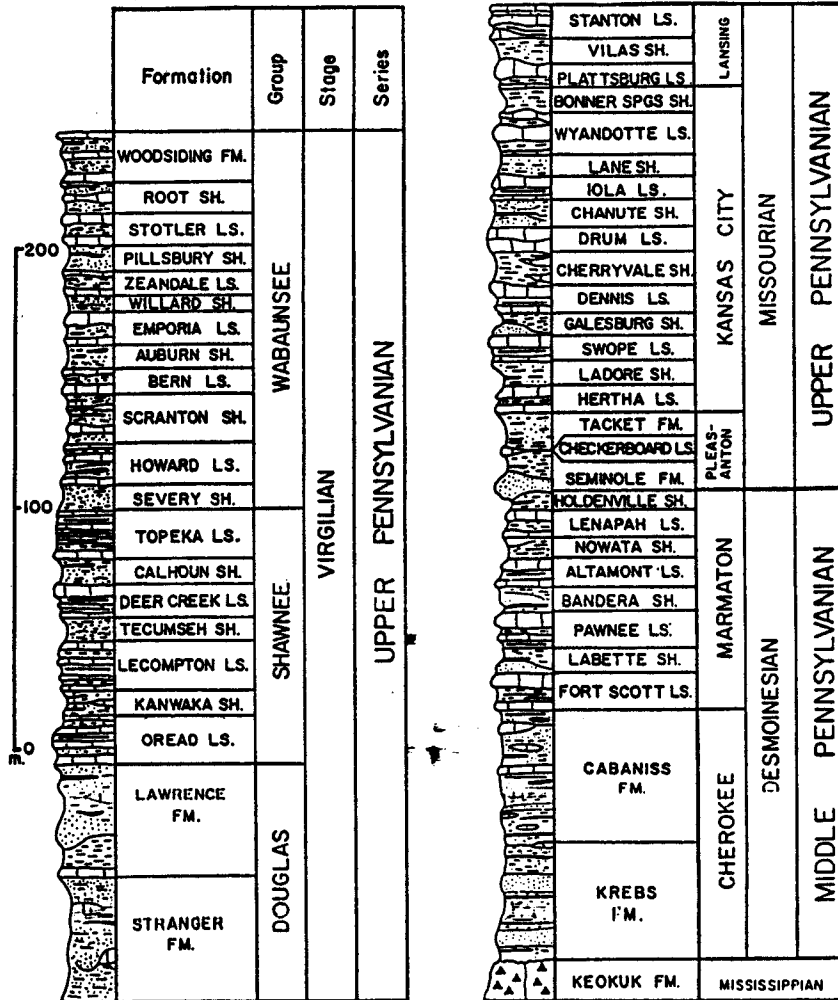 Formation
Group
Stage
Series
WOODSIDING FM.
ROOT SH.
STOTLER LS.
200
PILLSBURY SH.
ZEANDALE LS.
WILLARD SH.
EMPORIA LS.
AUBURN SH.
BERN LS.
SCRANTON SH.
HOWARD LS.
SEVERY SH.
WABAUNSEE
100
TOPEKA LS.
CALHOUN SH.
DEER CREEK LS.
TECUMSEH SH.
LECOMPTON LS.
KANWAKA SH.
OREAD LS.
SHAWNEE
0
m.
LAWRENCE
FM.
STRANGER
FM.
DOUGLAS
VIRGILIAN
UPPER PENNSYLVANIAN
STANTON LS.
VILAS SH.
PLATTSBURG LS.
LANSING
BONNER SPGS SH.
WYANDOTTE LS.
LANE SH.
IOLA LS.
CHANUTE SH.
DRUM LS.
CHERRYVALE SH.
DENNIS LS.
GALESBURG SH.
SWOPE LS.
LADORE SH.
HERTHA LS.
KANSAS CITY
TACKET FM.
CHECKERBOARD LS.
SEMINOLE FM.
PLEAS-
ANTON
MISSOURIAN
UPPER PENNSYLVANIAN
HOLDENVILLE SH.
LENAPAH LS.
NOWATA SH.
ALTAMONT LS.
BANDERA SH.
PAWNEE LS.
LABETTE SH.
FORT SCOTT LS.
MARMATON
CABANISS
FM.
KREBS
FM.
CHEROKEE
DESMOINESIAN
MIDDLE PENNSYLVANIAN
KEOKUK FM.
MISSISSIPPIAN